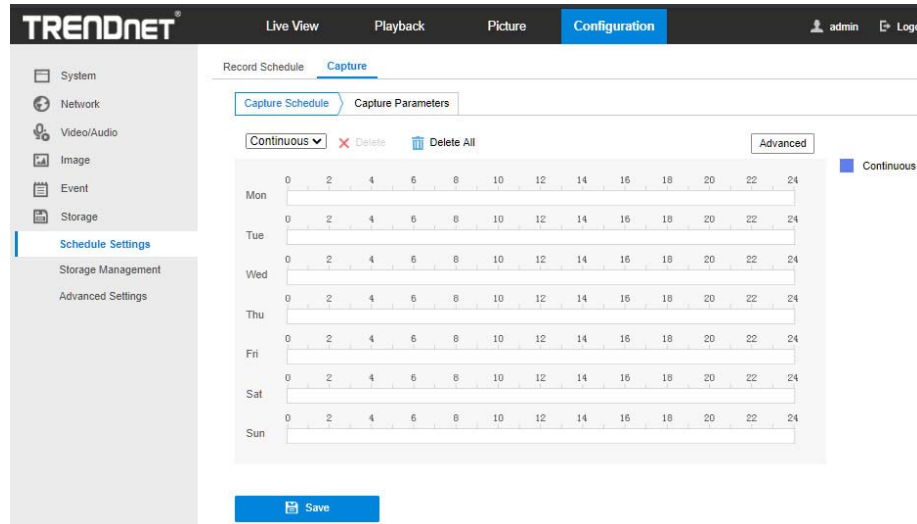 TRENDnet®
Live View Playback Picture Configuration admin Logo
System
Network
Video/Audio
Image
Event
Storage
Schedule Settings
Storage Management
Advanced Settings
Record Schedule Capture
Capture Schedule Capture Parameters
Continuous Delete Delete All Advanced
Continuous
0 2 4 6 8 10 12 14 16 18 20 22 24
Mon
0 2 4 6 8 10 12 14 16 18 20 22 24
Tue
0 2 4 6 8 10 12 14 16 18 20 22 24
Wed
0 2 4 6 8 10 12 14 16 18 20 22 24
Thu
0 2 4 6 8 10 12 14 16 18 20 22 24
Fri
0 2 4 6 8 10 12 14 16 18 20 22 24
Sat
0 2 4 6 8 10 12 14 16 18 20 22 24
Sun
Save